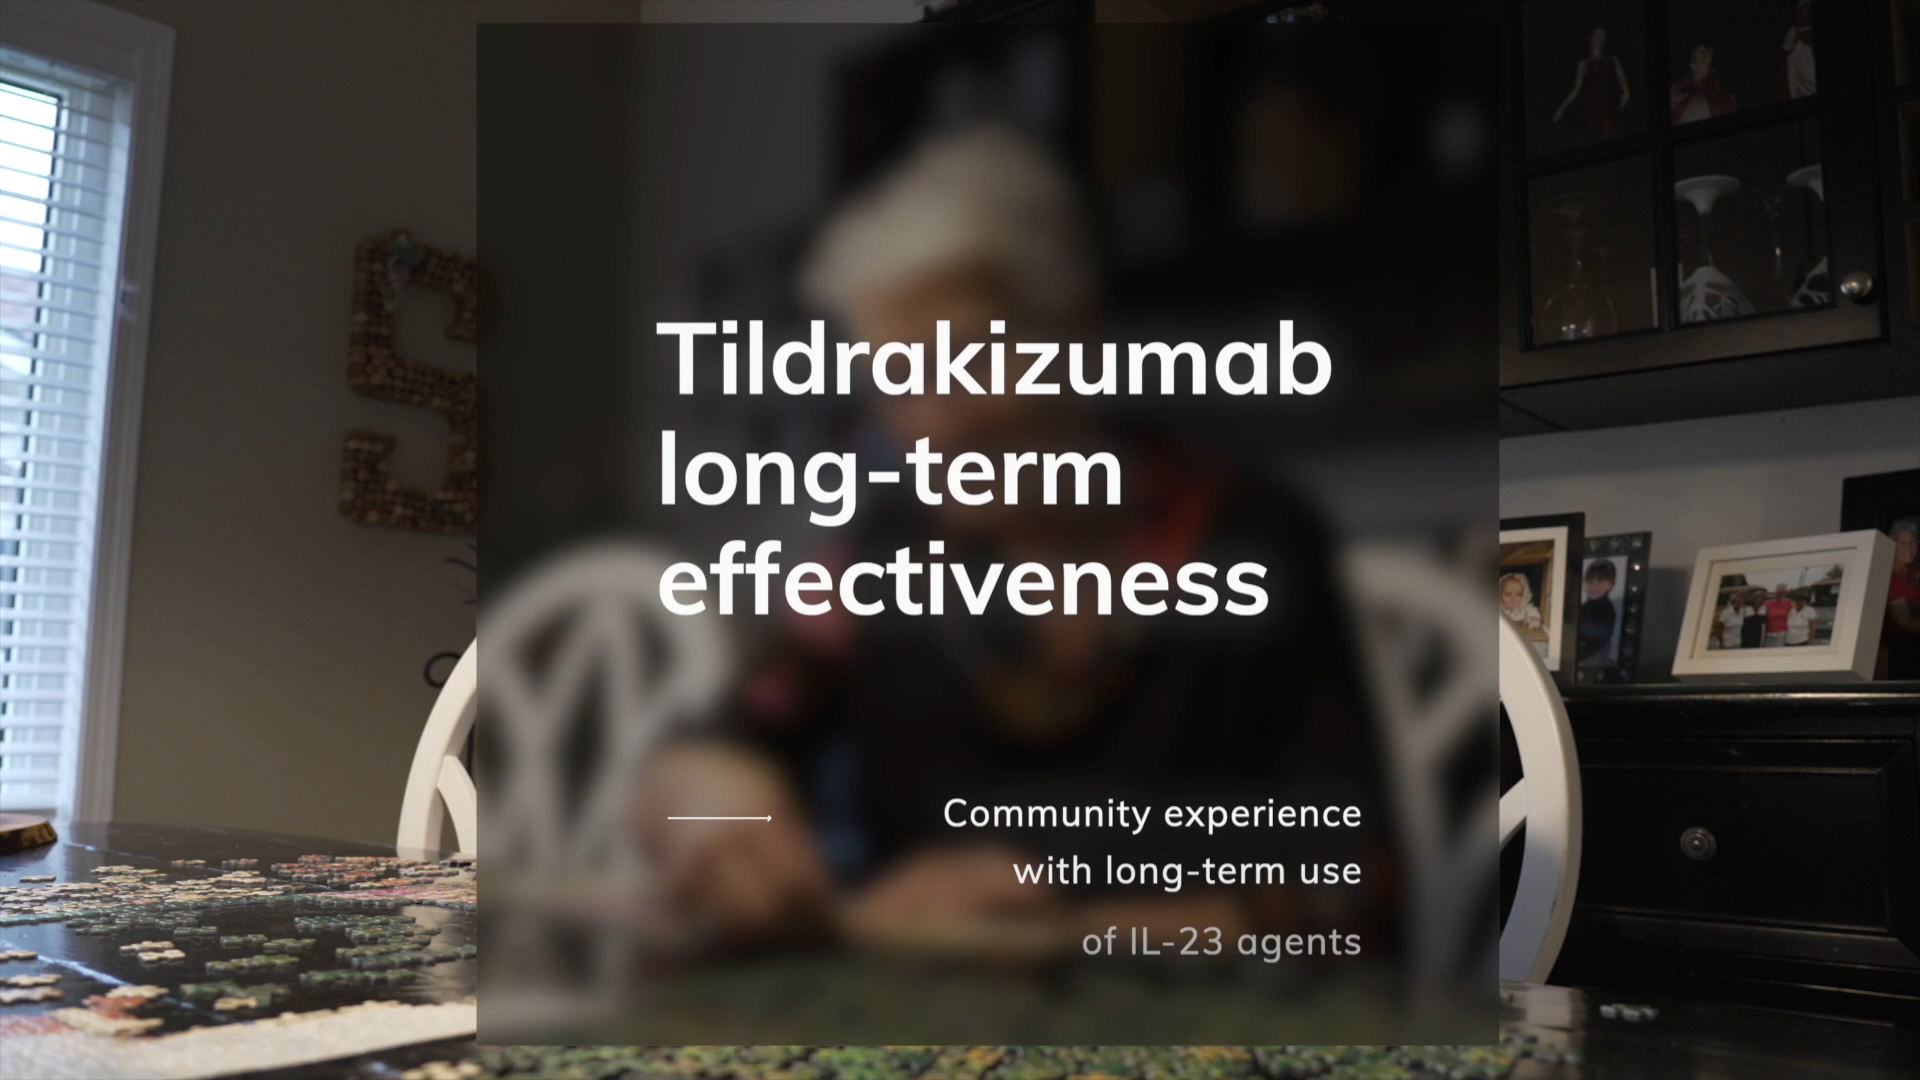 Tildrakizumab
long-term
effectiveness
Community experience
with long-term use
of IL-23 agents